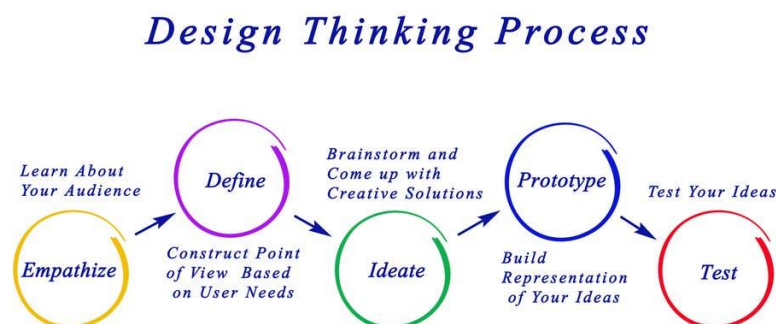 Design Thinking Process
Learn About
Your Audience
Empathize
Define
Construct Point
of View Based
on User Needs
Brainstorm and
Come up with
Creative Solutions
Ideate
Prototype
Build
Representation
of Your Ideas
Test Your Ideas
Test